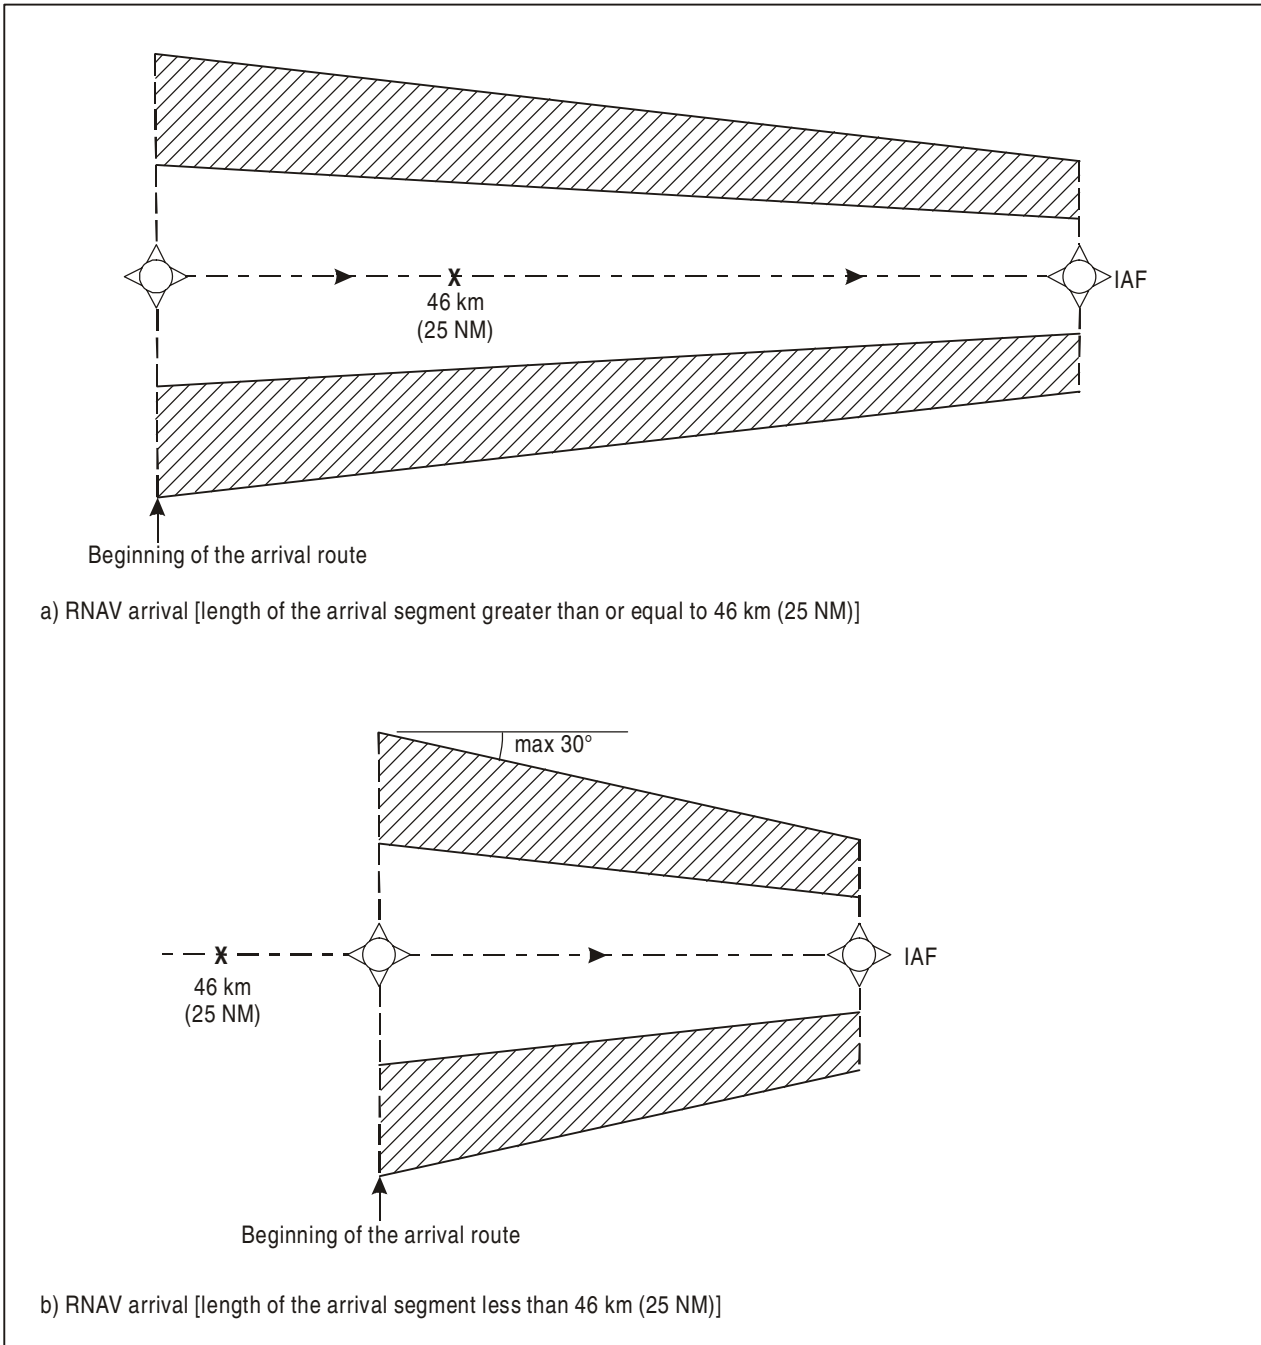 IAF
X
46 km
(25 NM)
Beginning of the arrival route
a) RNAV arrival [length of the arrival segment greater than or equal to 46 km (25 NM)]
max 30°
X
IAF
46 km
(25 NM)
Beginning of the arrival route
b) RNAV arrival [length of the arrival segment less than 46 km (25 NM)]